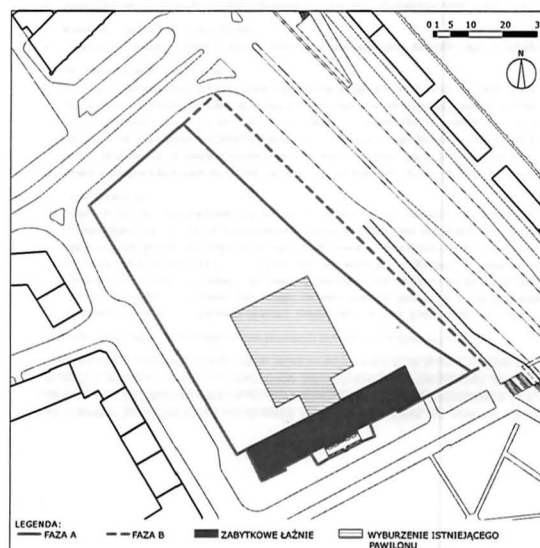 0 1 5 10 20 3
N
LEGENDA:
FAZA A FAZA B ZABYTKOWE ŁAŹNIE WYBURZENIE ISTNIEJĄCEGO
PAWILONU